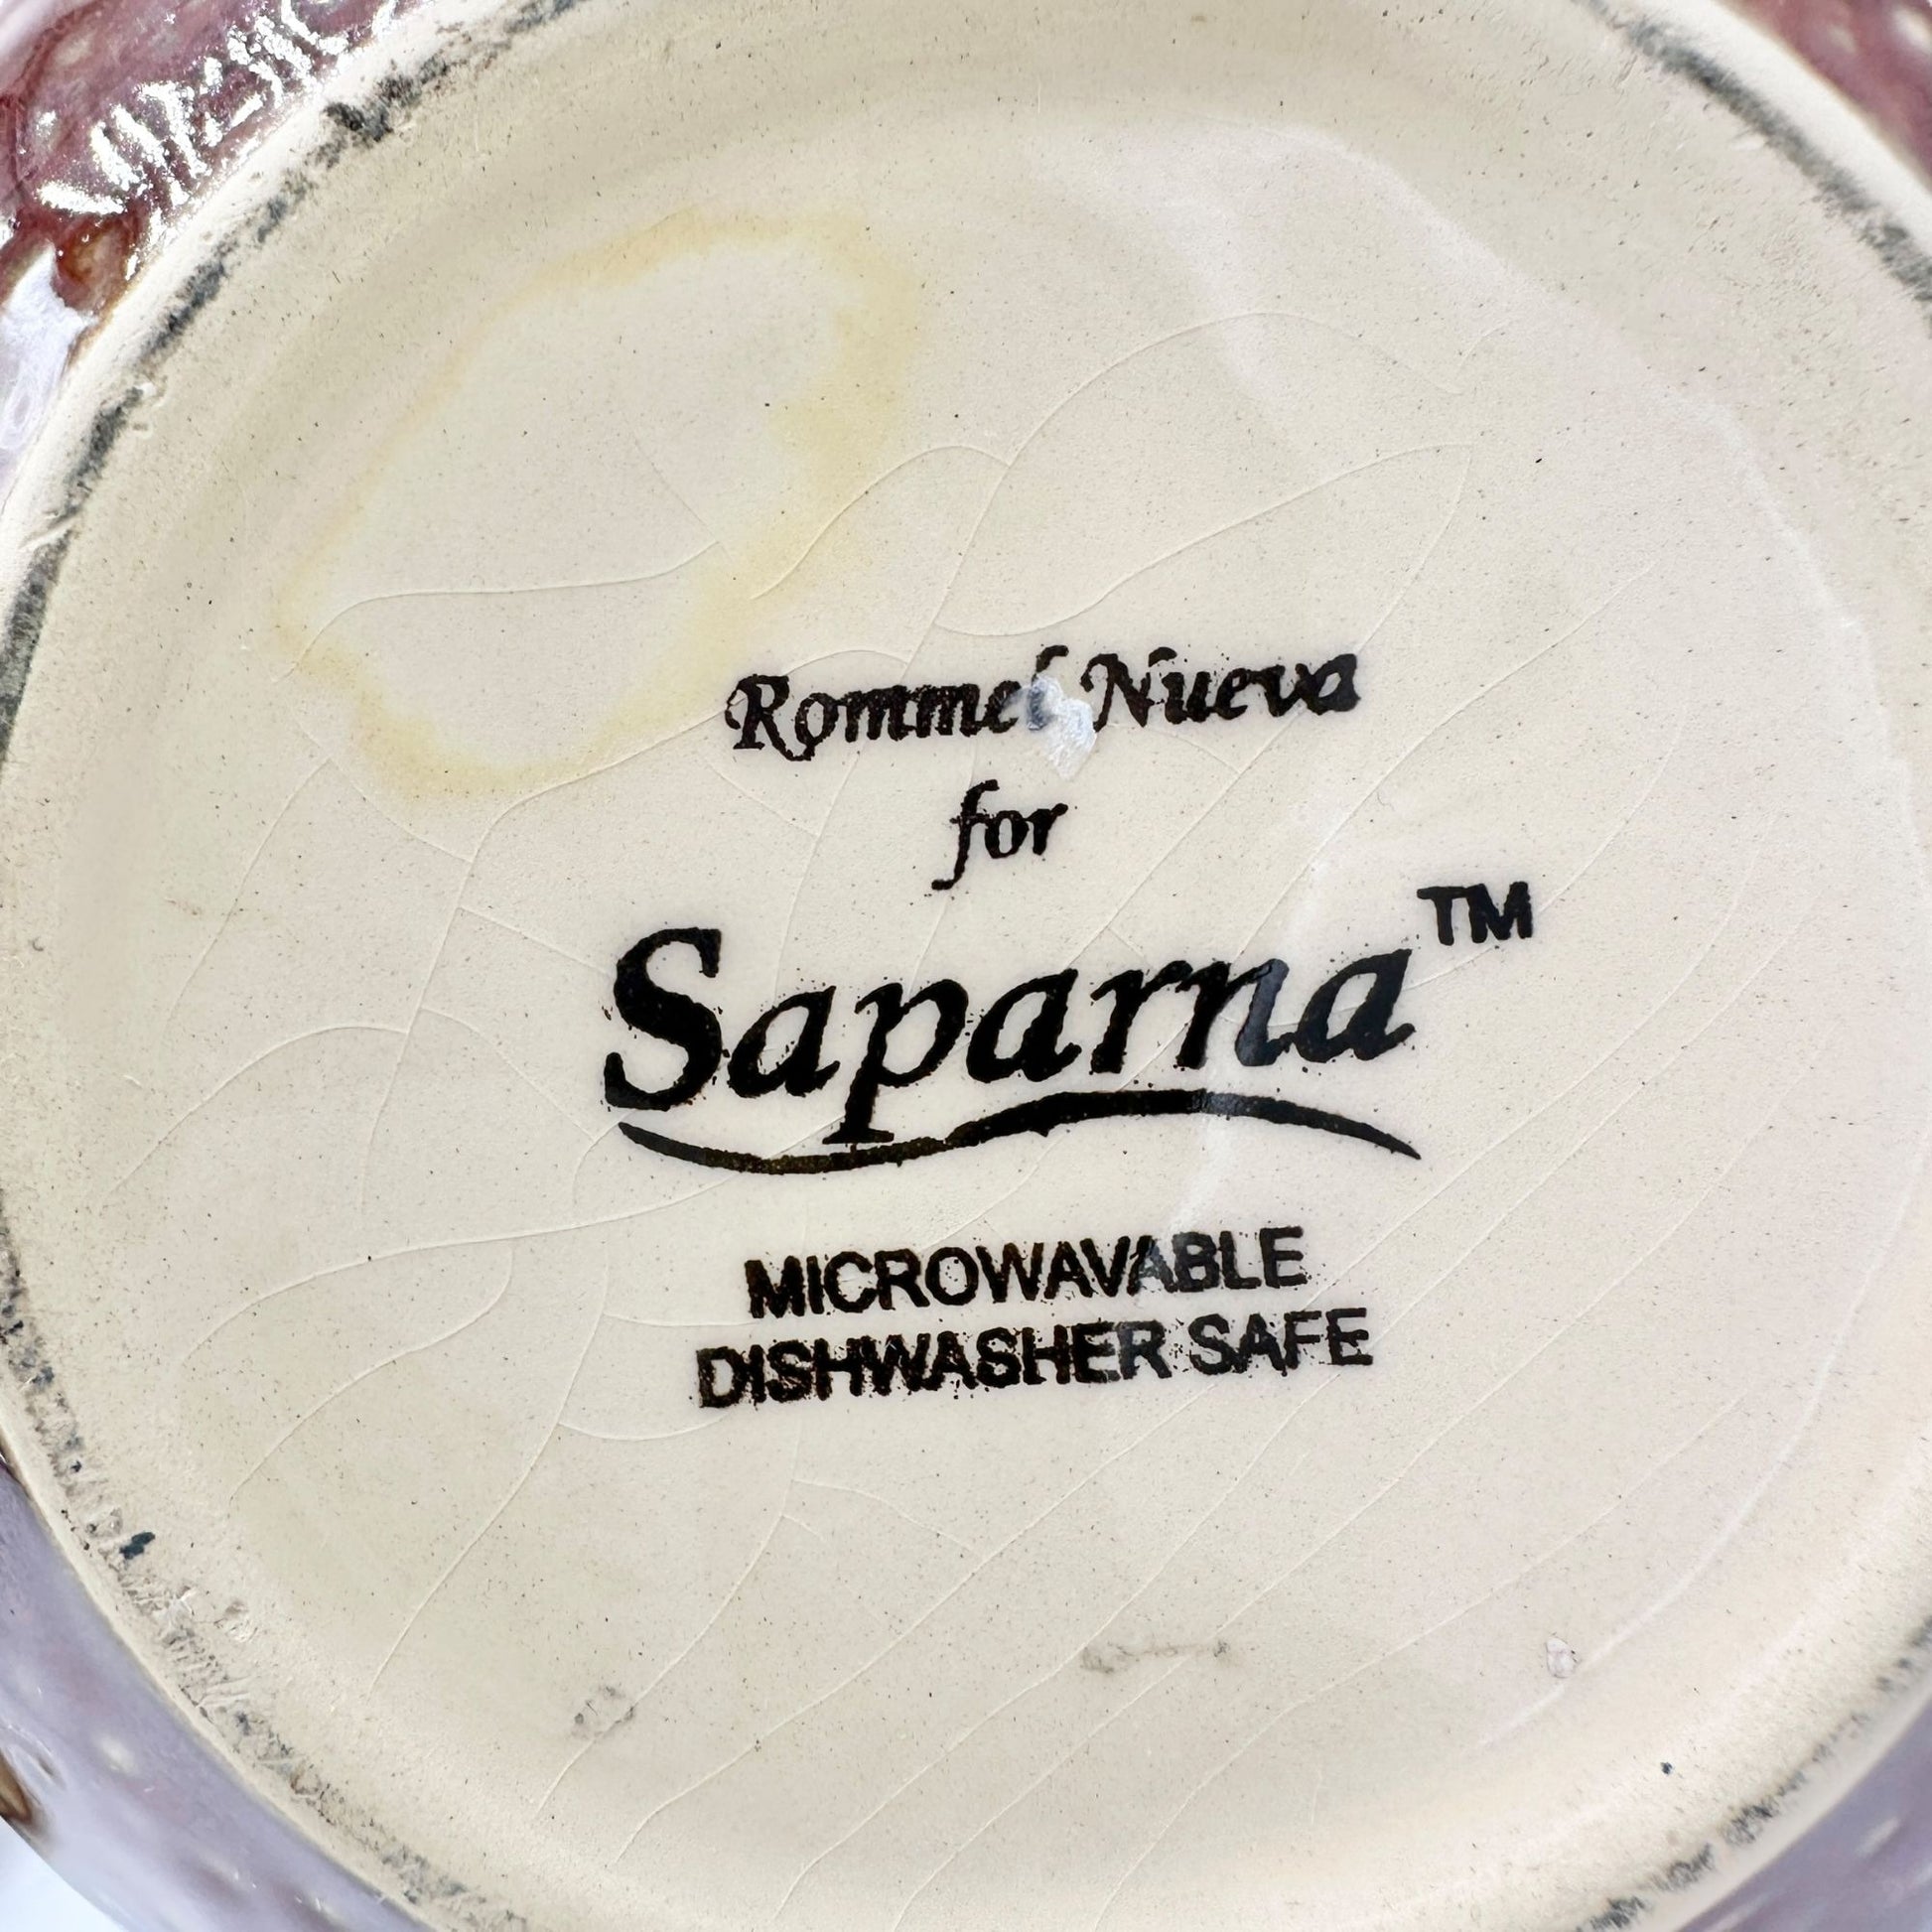 Rommel Nueva
for
Saparna™
MICROWAVABLE
DISHWASHER SAFE